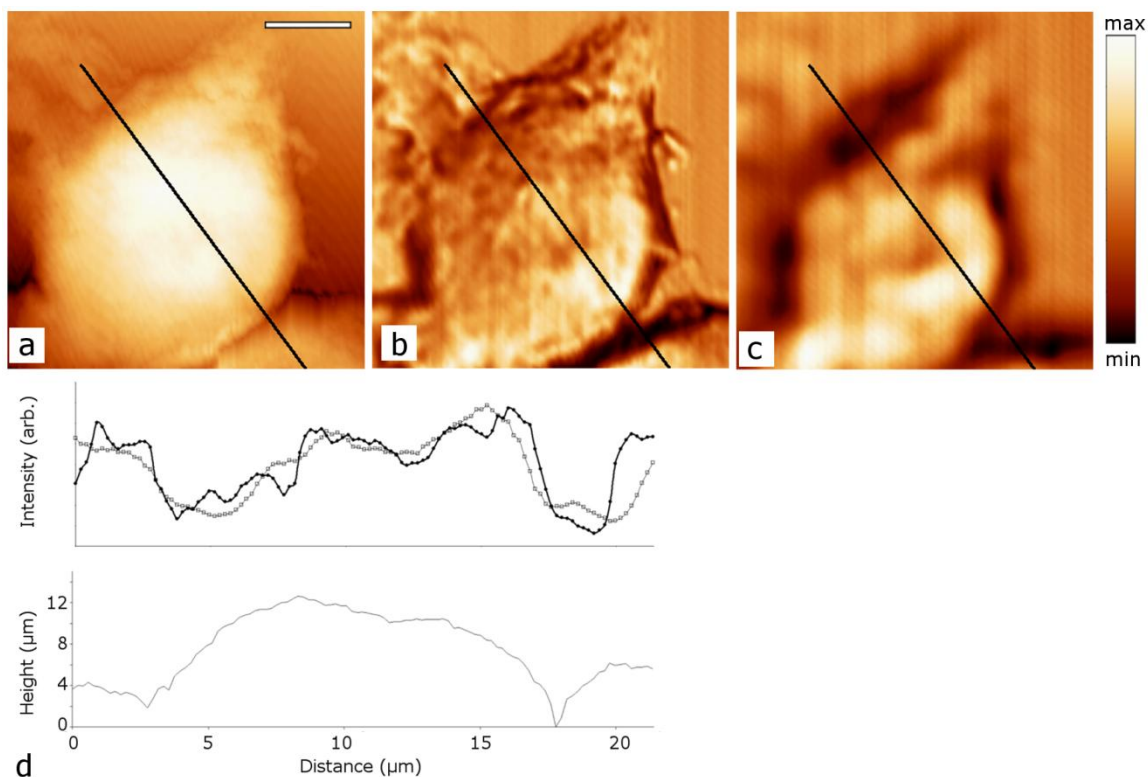 max
a
b
c
min
Intensity (arb.)
Height (µm)
12
8
4
0
0
5
10
15
20
d
Distance (µm)